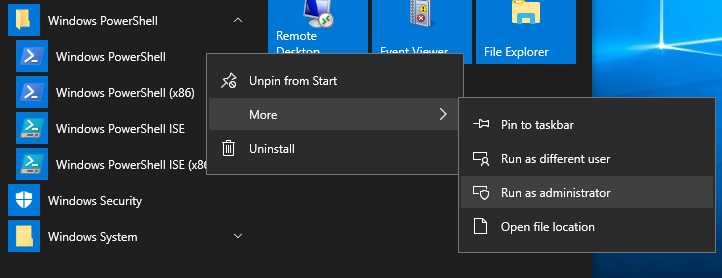 Windows PowerShell
Windows PowerShell
Windows PowerShell (x86)
Windows PowerShell ISE
Windows PowerShell ISE (x8
Windows Security
Windows System
Remote
Desktop
Event Viewer
File Explorer
Unpin from Start
More
Uninstall
Pin to taskbar
Run as different user
Run as administrator
Open file location